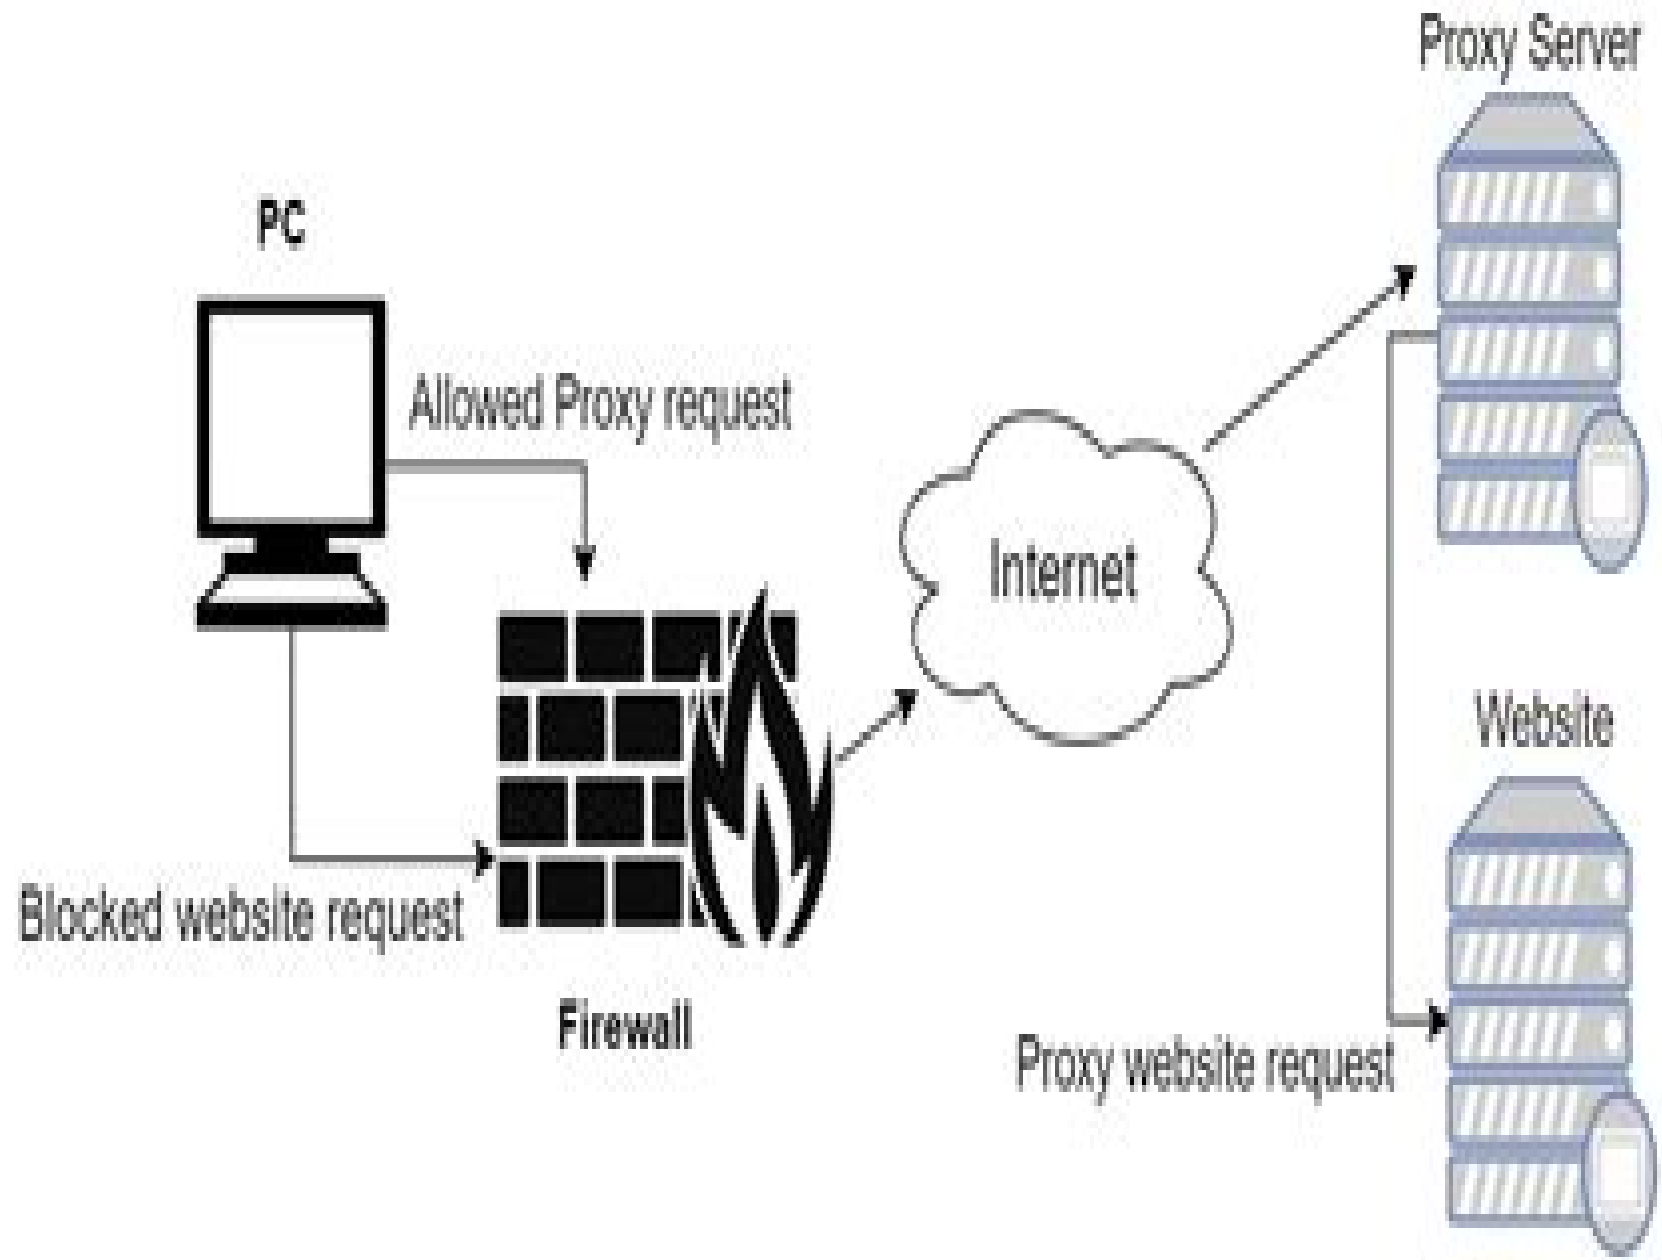 Proxy Server
PC
Allowed Proxy request
Internet
Website
Blocked website request
Firewall
Proxy website request